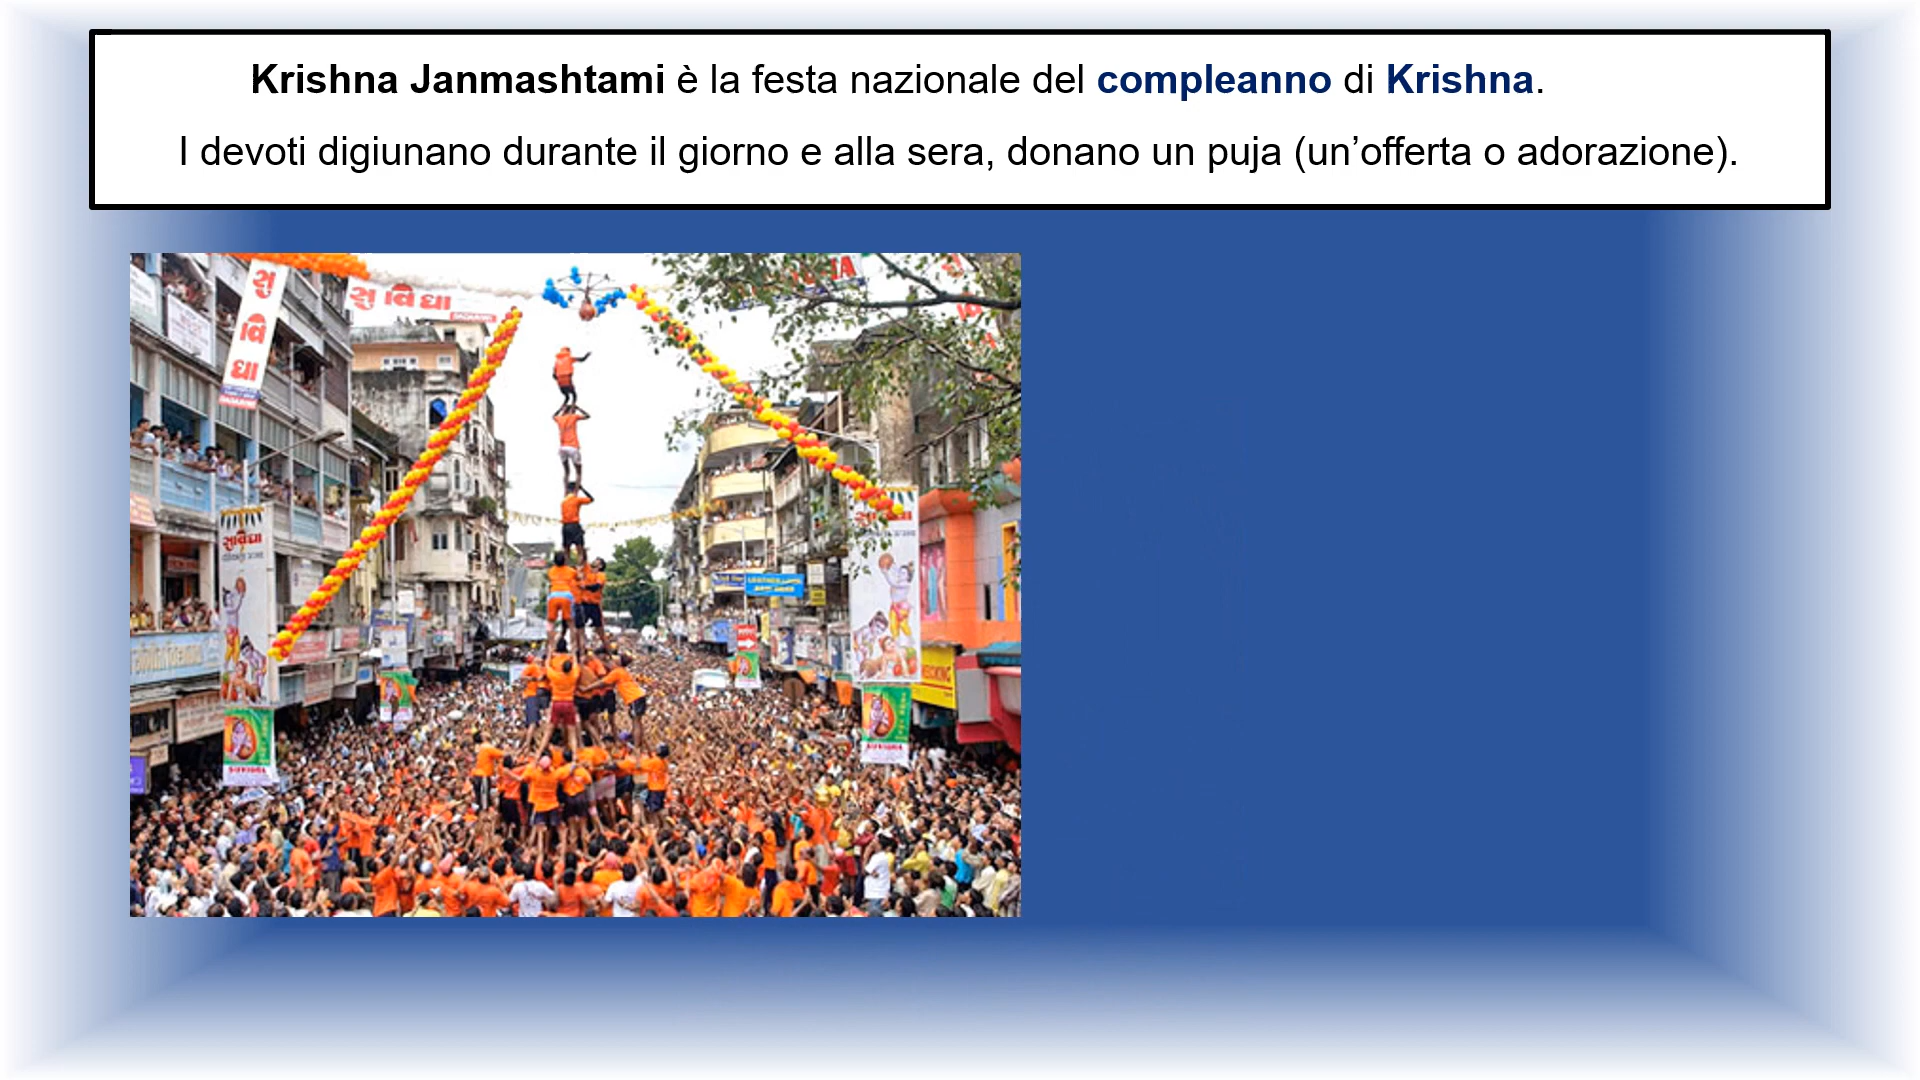 Krishna Janmashtami è la festa nazionale del compleanno di Krishna.
I devoti digiunano durante il giorno e alla sera, donano un puja (un’offerta o adorazione).
સુવિધા
સુવિધા
સુવિધા